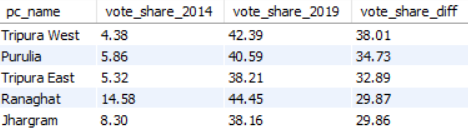 pc_name vote_share_2014 vote_share_2019 vote_share_diff
Tripura West 4.38 42.39 38.01
Purulia 5.86 40.59 34.73
Tripura East 5.32 38.21 32.89
Ranaghat 14.58 44.45 29.87
Jhargram 8.30 38.16 29.86